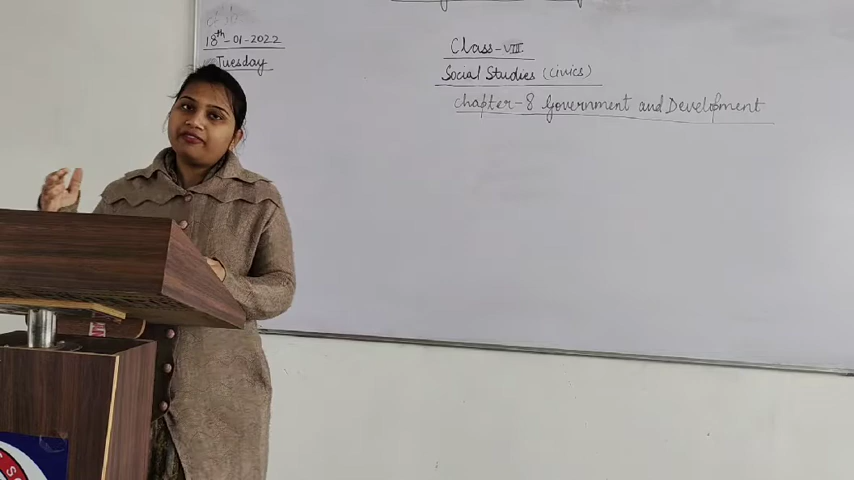 18th-01-2022
Tuesday
Class-VIII
Social Studies (civics)
chapter-8 Government and Development